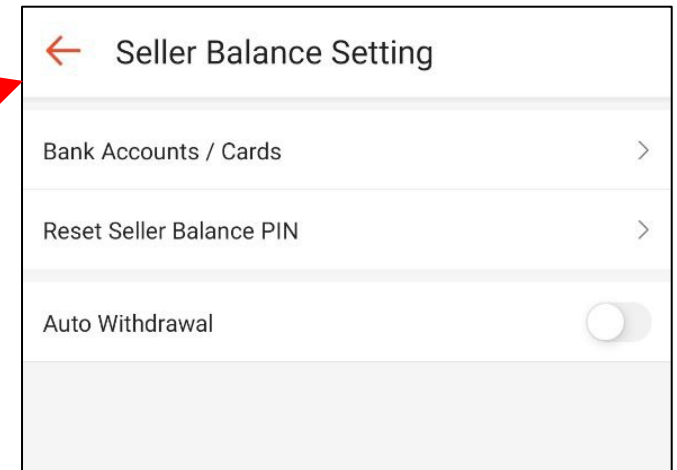 Seller Balance Setting
Bank Accounts / Cards
Reset Seller Balance PIN
Auto Withdrawal